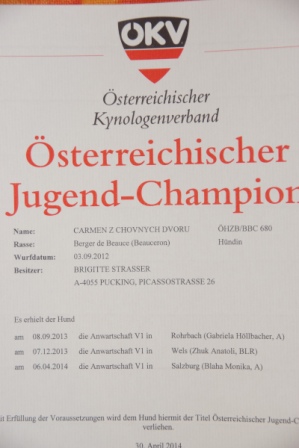 ÖKV
Österreichischer
Kynologenverband
Österreichischer
Jugend-Champion
Name: CARMEN Z CHOVNYCH DVORU ÖHZB/BBC 680
Rasse: Berger de Beauce (Beauceron) Hündin
Wurfdatum: 03.09.2012
Besitzer: BRIGITTE STRASSER
A-4055 PUCKING, PICASSOSTRASSE 26
Es erhielt der Hund
am 08.09.2013 die Anwartschaft V1 in Rohrbach (Gabriela Höllbacher, A)
am 07.12.2013 die Anwartschaft V1 in Wels (Zhuk Anatoli, BLR)
am 06.04.2014 die Anwartschaft V1 in Salzburg (Blaha Monika, A)
it Erfüllung der Voraussetzungen wird dem Hund hiermit der Titel Österreichischer Jugend-C
verliehen.
30. April 2014